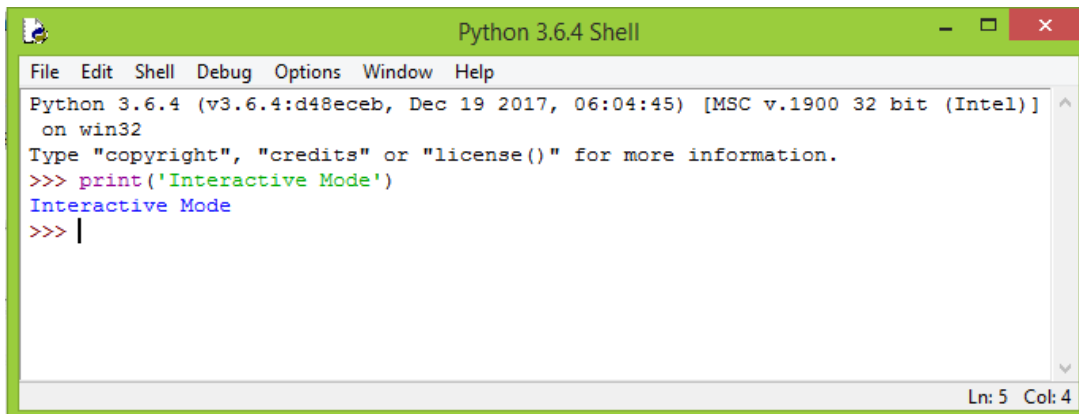 Python 3.6.4 Shell
File Edit Shell Debug Options Window Help
Python 3.6.4 (v3.6.4:d48eceb, Dec 19 2017, 06:04:45) [MSC v.1900 32 bit (Intel)]
 on win32
Type "copyright", "credits" or "license()" for more information.
>>> print('Interactive Mode')
Interactive Mode
>>>
Ln: 5 Col: 4